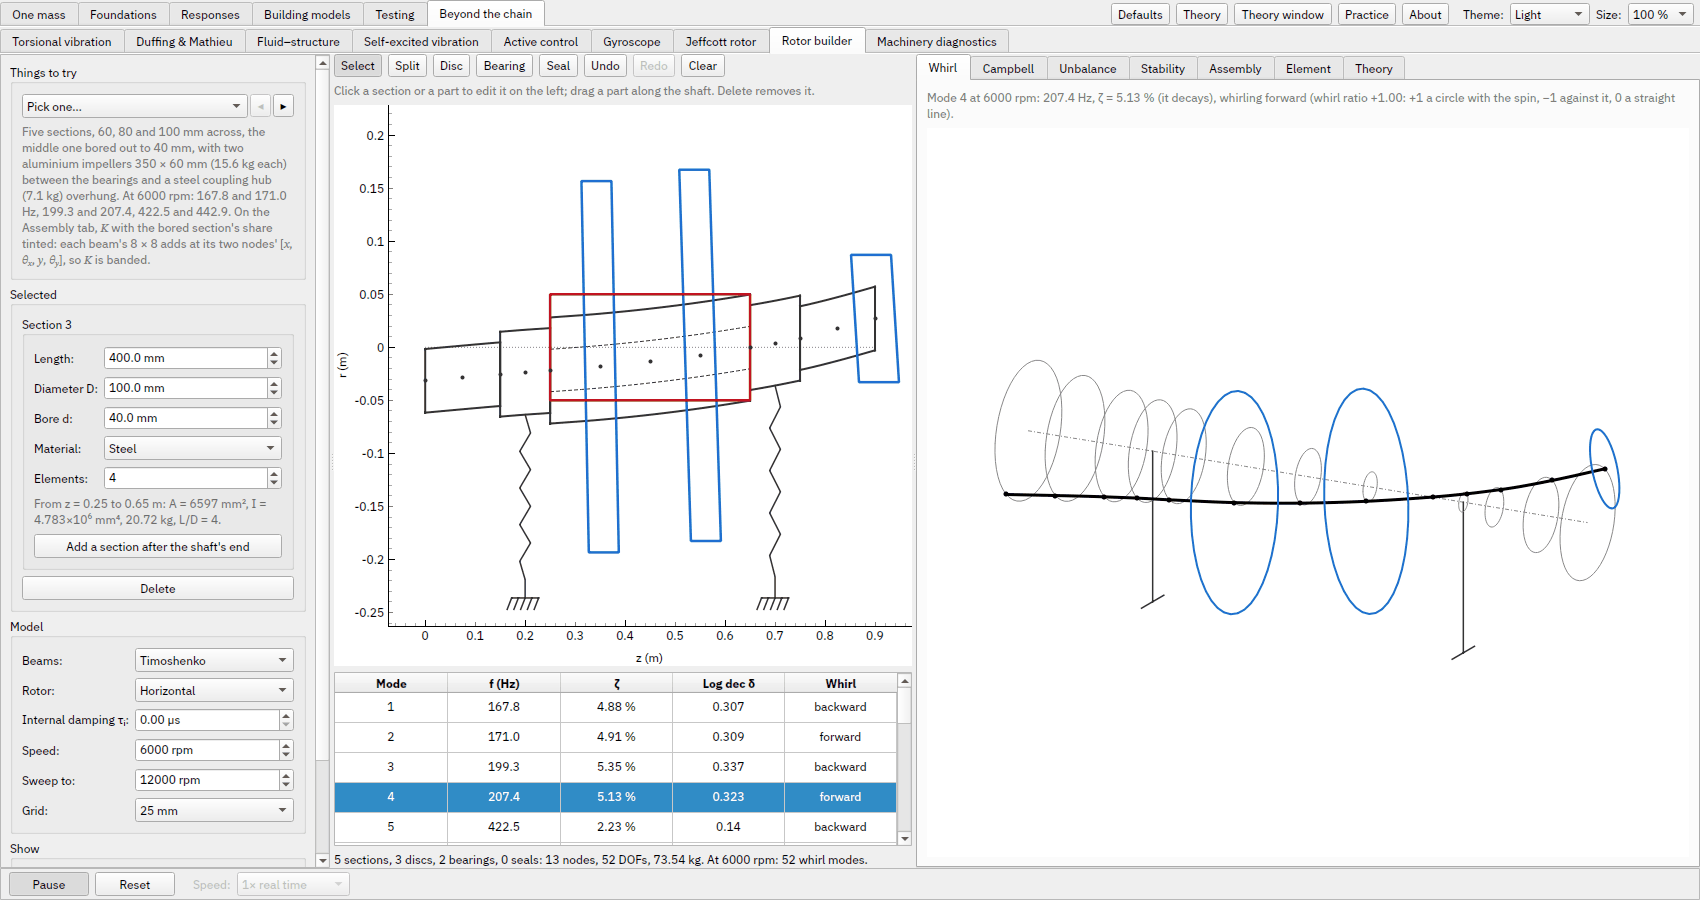 One mass
Foundations
Responses
Building models
Testing
Beyond the chain
Defaults
Theory
Theory window
Practice
About
Theme:
Light
Size:
100 %
Torsional vibration
Duffing & Mathieu
Fluid–structure
Self-excited vibration
Active control
Gyroscope
Jeffcott rotor
Rotor builder
Machinery diagnostics
Things to try
Pick one...
Five sections, 60, 80 and 100 mm across, the
middle one bored out to 40 mm, with two
aluminium impellers 350 × 60 mm (15.6 kg each)
between the bearings and a steel coupling hub
(7.1 kg) overhung. At 6000 rpm: 167.8 and 171.0
Hz, 199.3 and 207.4, 422.5 and 442.9. On the
Assembly tab, K with the bored section's share
tinted: each beam's 8 × 8 adds at its two nodes' [x,
θx, y, θy], so K is banded.
Selected
Section 3
Length:
400.0 mm
Diameter D:
100.0 mm
Bore d:
40.0 mm
Material:
Steel
Elements:
4
From z = 0.25 to 0.65 m: A = 6597 mm², I =
4.783×10⁶ mm⁴, 20.72 kg, L/D = 4.
Add a section after the shaft's end
Delete
Model
Beams:
Timoshenko
Rotor:
Horizontal
Internal damping τᵢ:
0.00 µs
Speed:
6000 rpm
Sweep to:
12000 rpm
Grid:
25 mm
Show
Select
Split
Disc
Bearing
Seal
Undo
Redo
Clear
Click a section or a part to edit it on the left; drag a part along the shaft. Delete removes it.
r (m)
0.2
0.15
0.1
0.05
0
-0.05
-0.1
-0.15
-0.2
-0.25
0 0.1 0.2 0.3 0.4 0.5 0.6 0.7 0.8 0.9
z (m)
Mode f (Hz) ζ Log dec δ Whirl
1 167.8 4.88 % 0.307 backward
2 171.0 4.91 % 0.309 forward
3 199.3 5.35 % 0.337 backward
4 207.4 5.13 % 0.323 forward
5 422.5 2.23 % 0.14 backward
5 sections, 3 discs, 2 bearings, 0 seals: 13 nodes, 52 DOFs, 73.54 kg. At 6000 rpm: 52 whirl modes.
Whirl
Campbell
Unbalance
Stability
Assembly
Element
Theory
Mode 4 at 6000 rpm: 207.4 Hz, ζ = 5.13 % (it decays), whirling forward (whirl ratio +1.00: +1 a circle with the spin, −1 against it, 0 a straight
line).
Pause
Reset
Speed:
1× real time